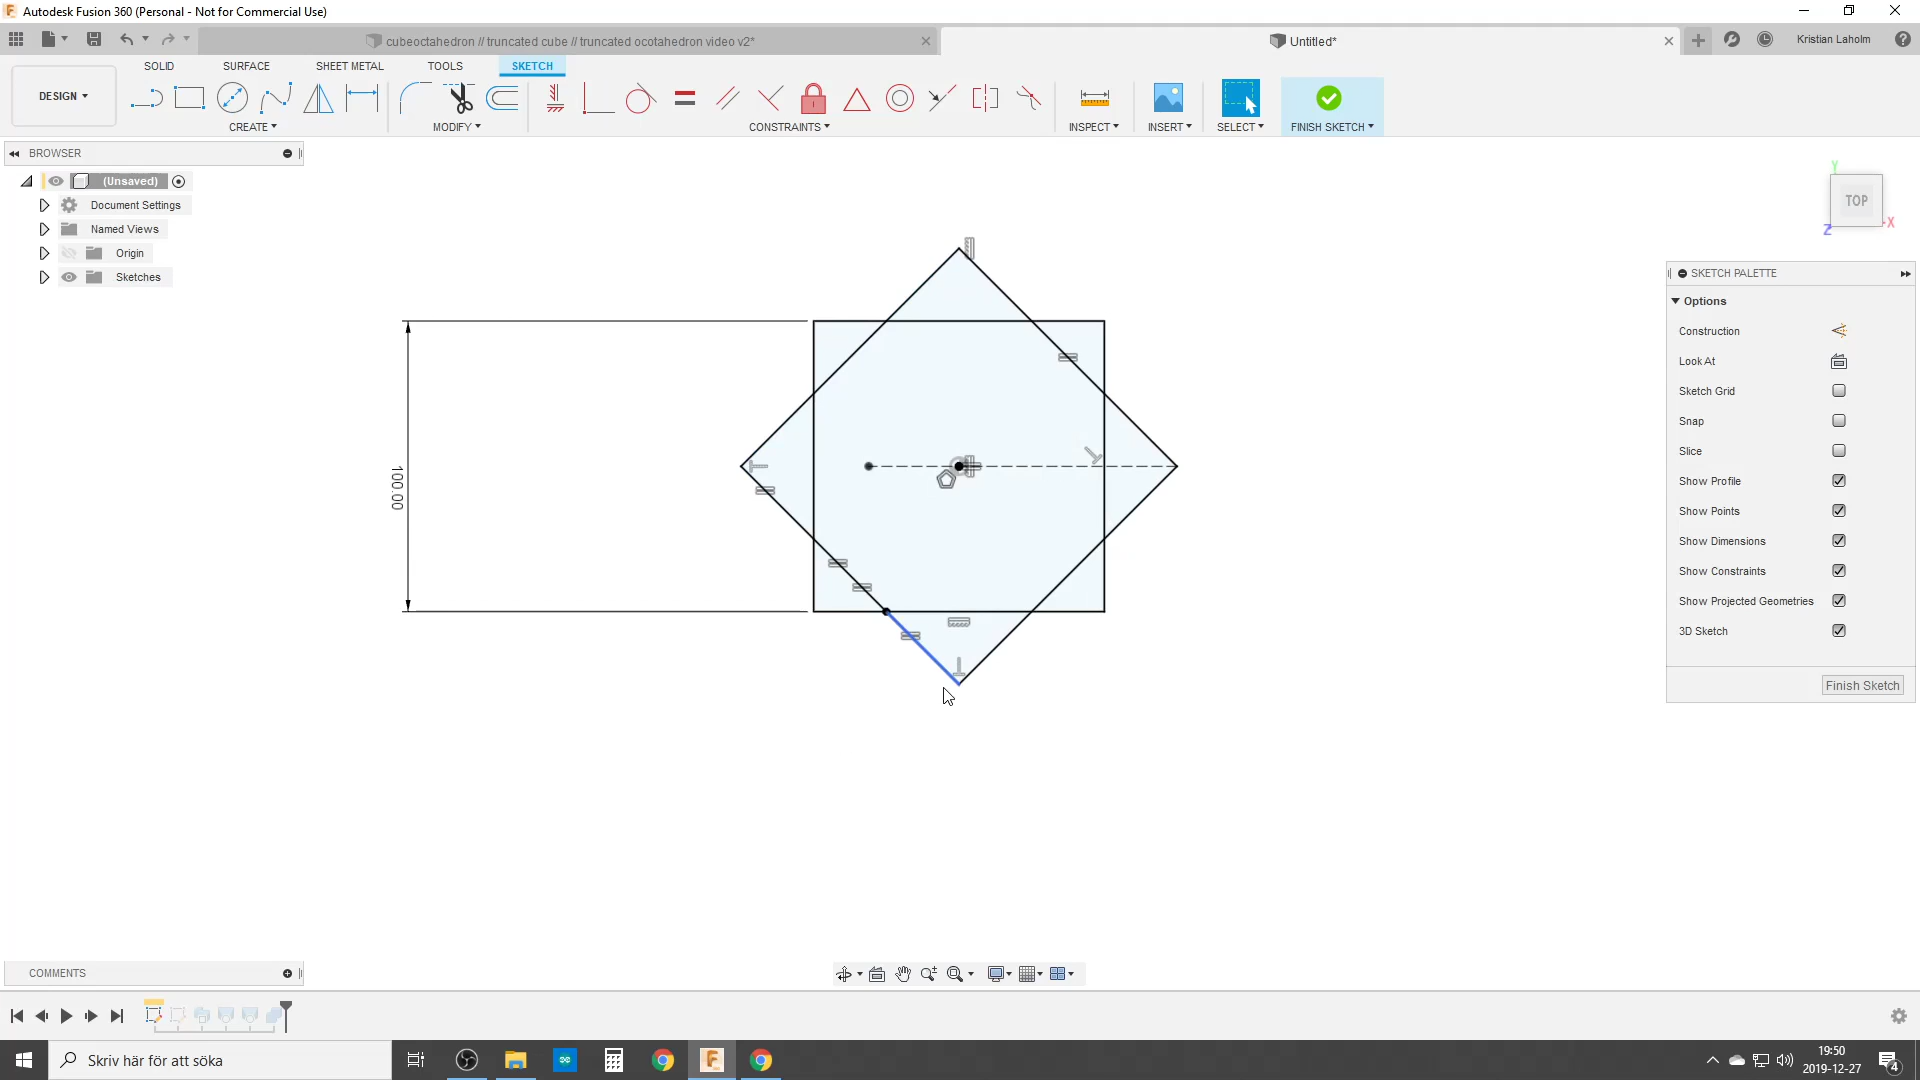 Autodesk Fusion 360 (Personal - Not for Commercial Use)
cubeoctahedron // truncated cube // truncated ocotahedron video v2*
Untitled*
Kristian Laholm
SOLID
SURFACE
SHEET METAL
TOOLS
SKETCH
DESIGN
CREATE
MODIFY
CONSTRAINTS
INSPECT
INSERT
SELECT
FINISH SKETCH
BROWSER
(Unsaved)
Document Settings
Named Views
Origin
Sketches
100.00
Y
TOP
X
Z
SKETCH PALETTE
Options
Construction
Look At
Sketch Grid
Snap
Slice
Show Profile
Show Points
Show Dimensions
Show Constraints
Show Projected Geometries
3D Sketch
Finish Sketch
COMMENTS
Skriv här för att söka
19:50
2019-12-27
4